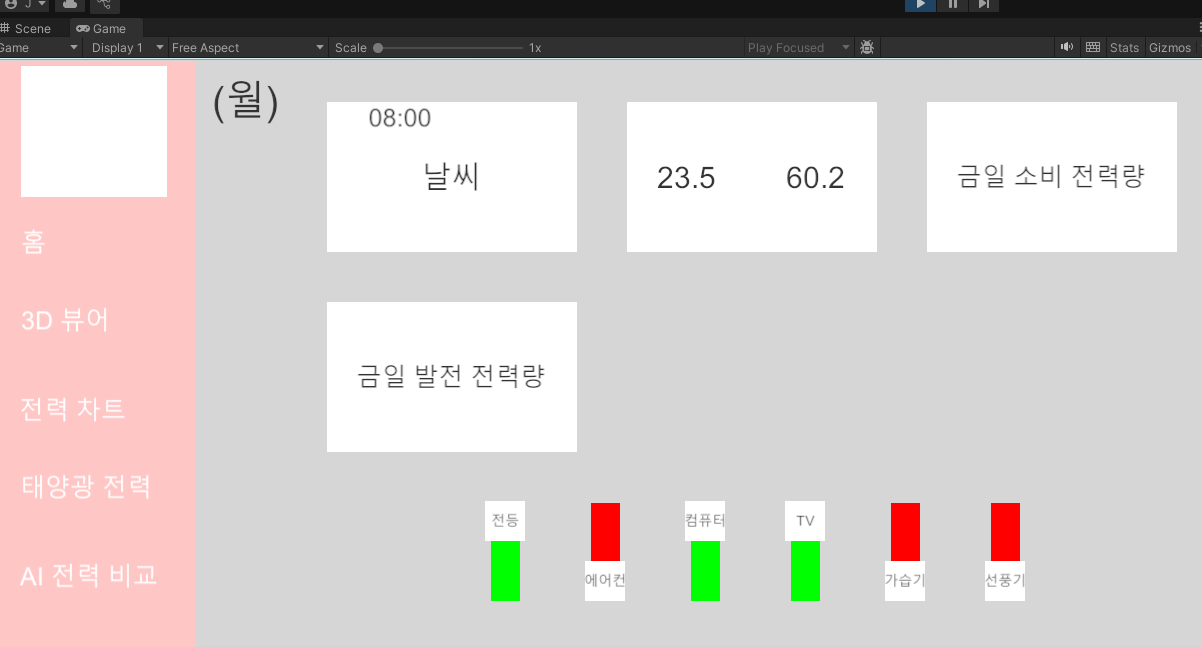 J
Scene
Game
Game
Display 1
Free Aspect
Scale
1x
Play Focused
Stats
Gizmos
(월)
08:00
날씨
23.5
60.2
금일 소비 전력량
홈
3D 뷰어
전력 차트
태양광 전력
AI 전력 비교
금일 발전 전력량
전등
에어컨
컴퓨터
TV
가습기
선풍기